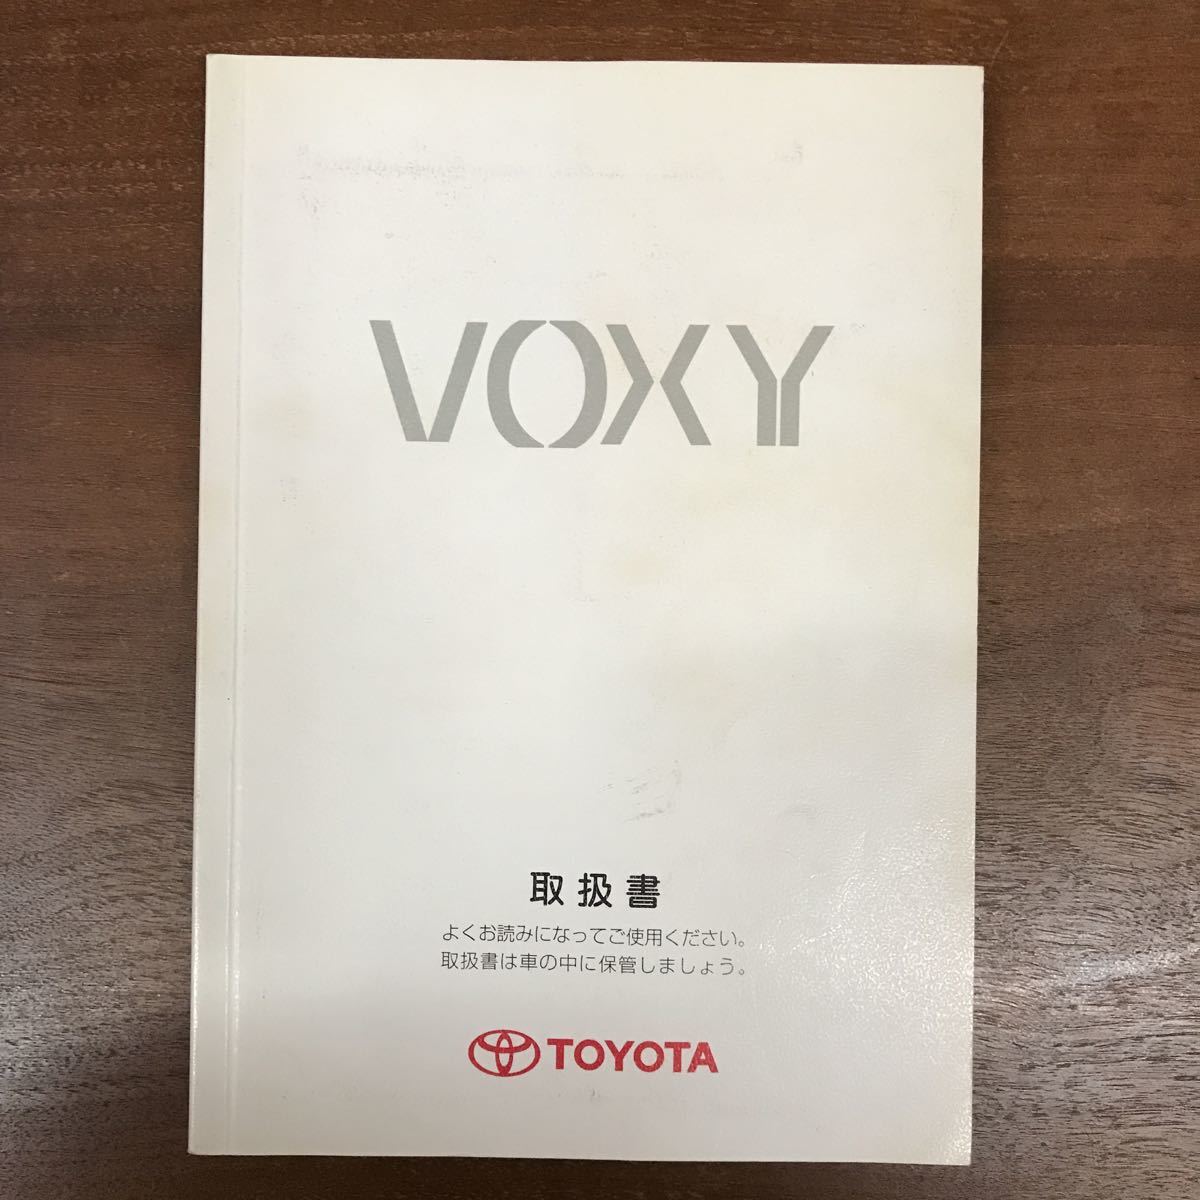 VOXY
取扱書
よくお読みになってご使用ください。
取扱書は車の中に保管しましょう。
TOYOTA